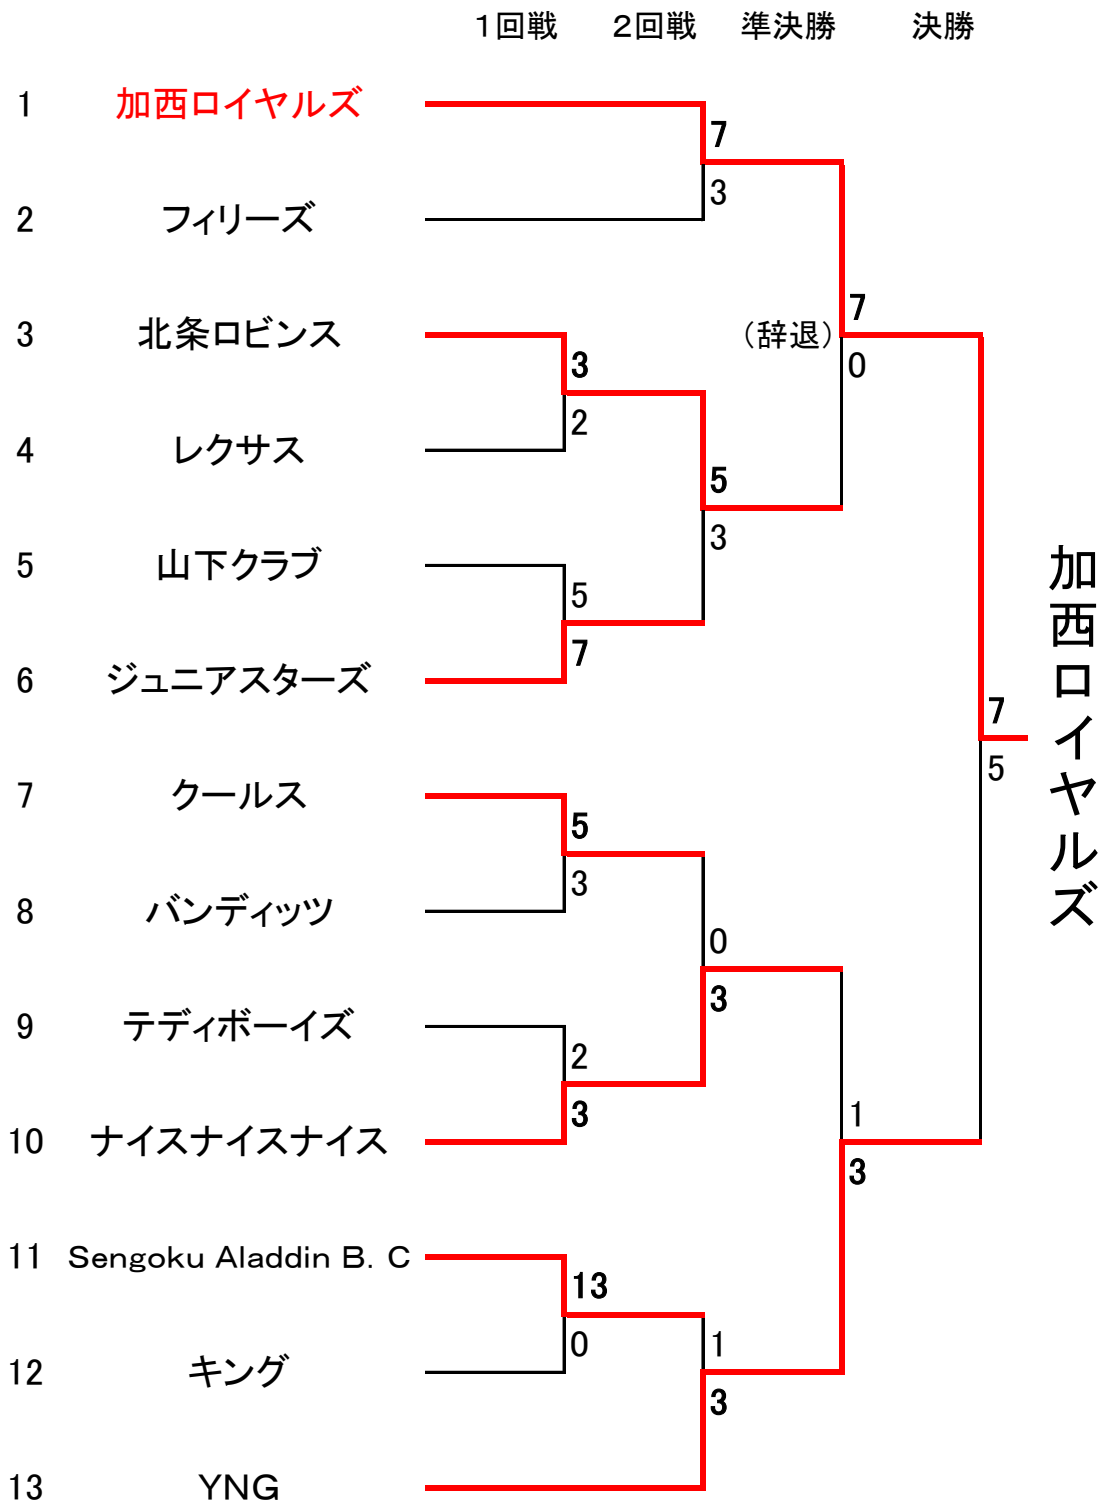 1回戦 2回戦 準決勝 決勝
1 加西ロイヤルズ
7
3
2 フィリーズ
7
3 北条ロビンス
(辞退)
3
0
2
4 レクサス
5
3
5 山下クラブ
5
7
6 ジュニアスターズ
加西ロイヤルズ
7
5
7 クールス
5
3
8 バンディッツ
0
3
9 テディボーイズ
2
3
1
10 ナイスナイスナイス
3
11 Sengoku Aladdin B. C
13
0
1
12 キング
3
13 YNG